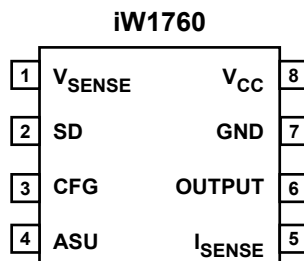 iW1760
1 VSENSE VCC 8
2 SD GND 7
3 CFG OUTPUT 6
4 ASU ISENSE 5